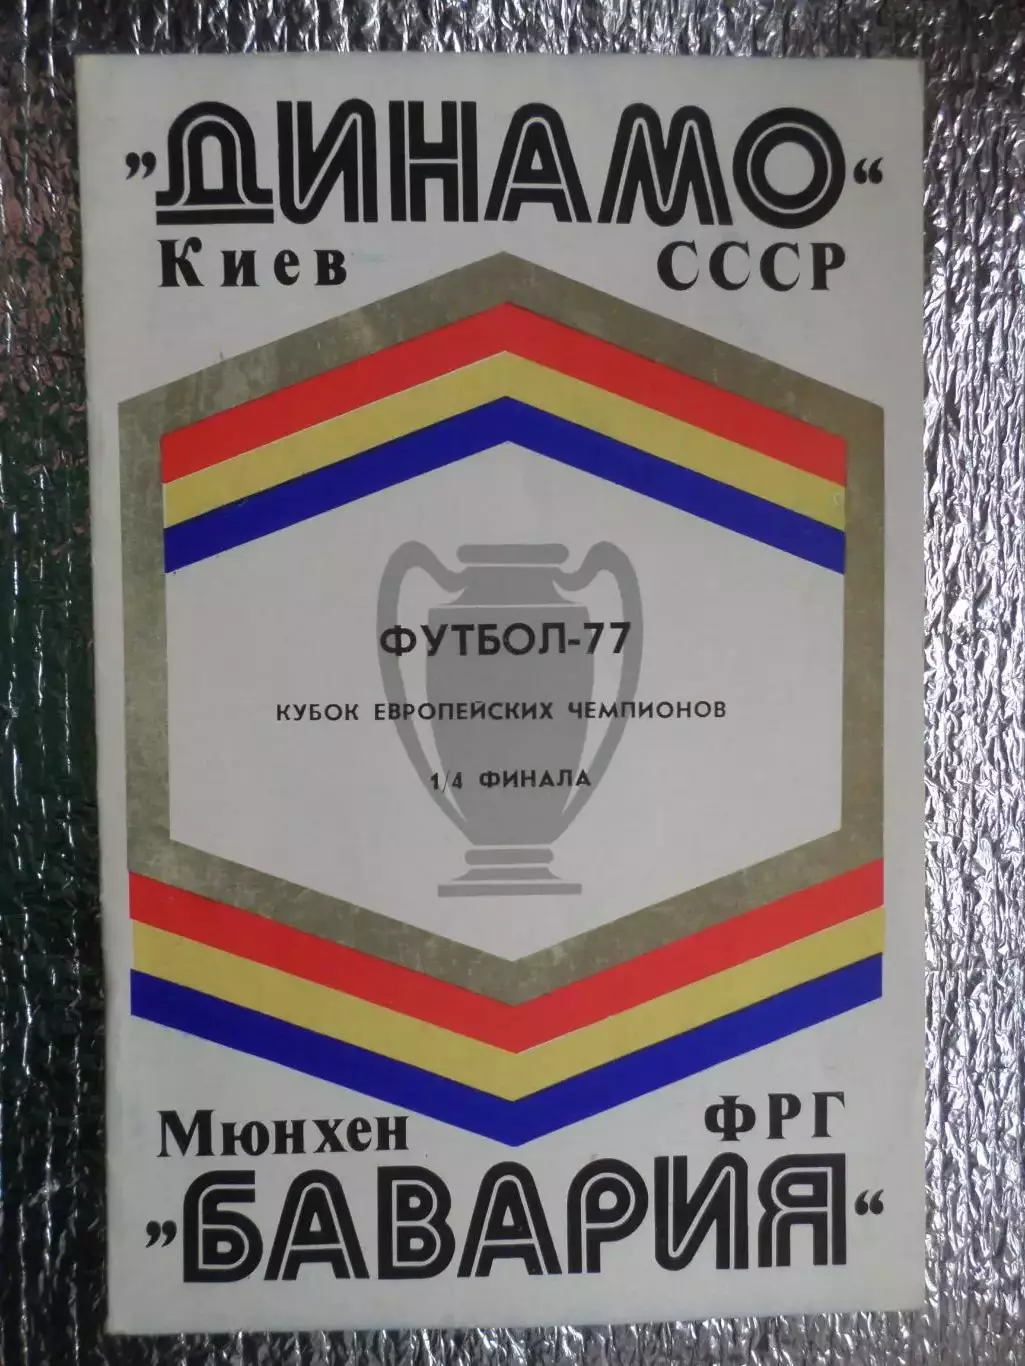 „ДИНАМО“
Киев СССР
ФУТБОЛ-77
КУБОК ЕВРОПЕЙСКИХ ЧЕМПИОНОВ
1/4 ФИНАЛА
Мюнхен ФРГ
„БАВАРИЯ“